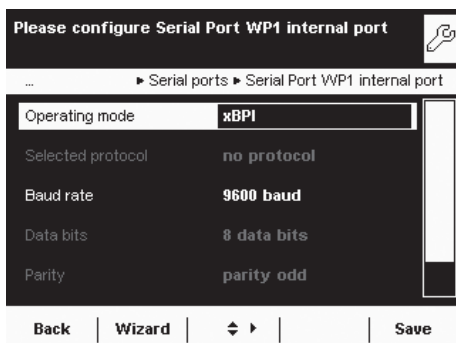 Please configure Serial Port WP1 internal port
... ▸ Serial ports ▸ Serial Port WP1 internal port
Operating mode xBPI
Selected protocol no protocol
Baud rate 9600 baud
Data bits 8 data bits
Parity parity odd
Back Wizard Save